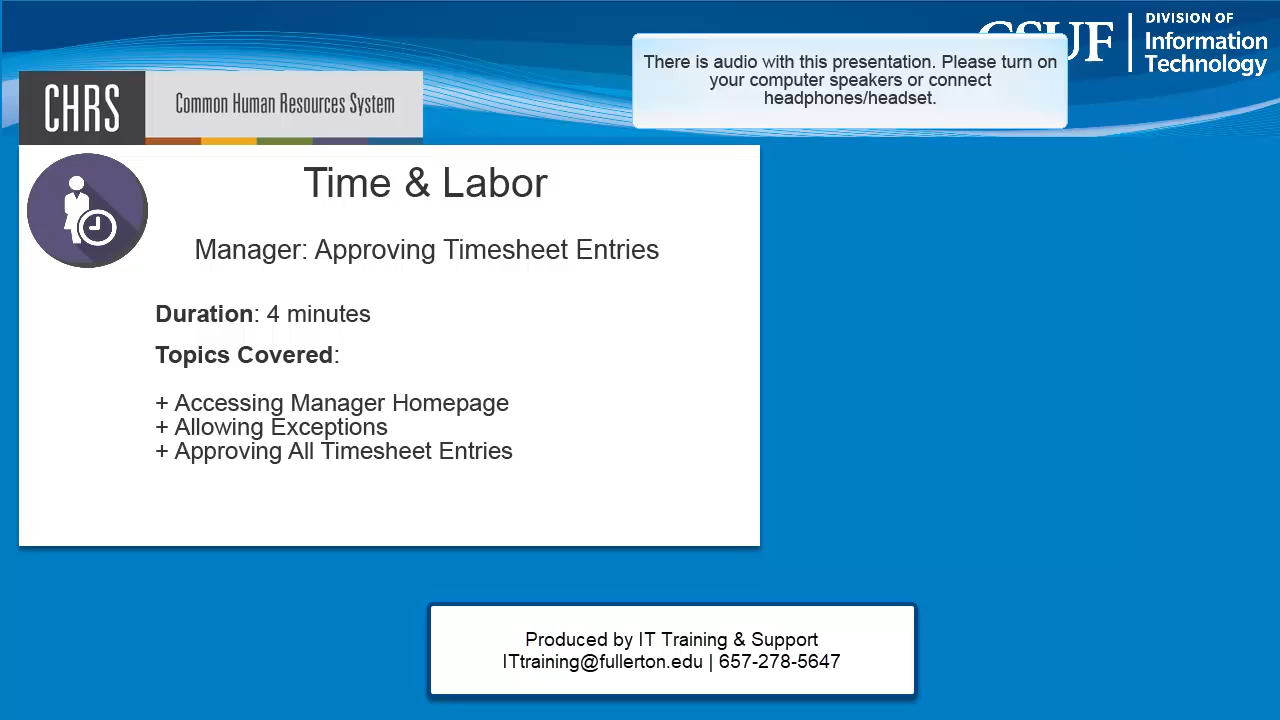 CSUF
DIVISION OF
Information
Technology
There is audio with this presentation. Please turn on
your computer speakers or connect
headphones/headset.
CHRS
Common Human Resources System
Time & Labor
Manager: Approving Timesheet Entries
Duration: 4 minutes
Topics Covered:
+ Accessing Manager Homepage
+ Allowing Exceptions
+ Approving All Timesheet Entries
Produced by IT Training & Support
ITtraining@fullerton.edu | 657-278-5647